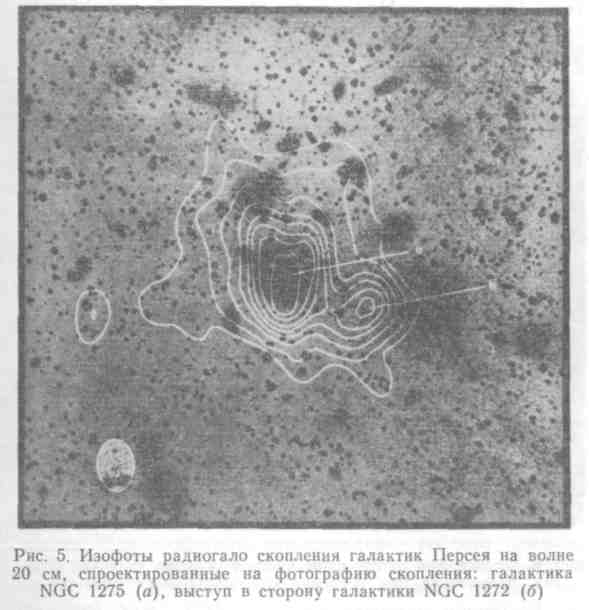 Рис. 5. Изофоты радиогало скопления галактик Персея на волне
20 см, спроектированные на фотографию скопления: галактика
NGC 1275 (а), выступ в сторону галактики NGC 1272 (б)